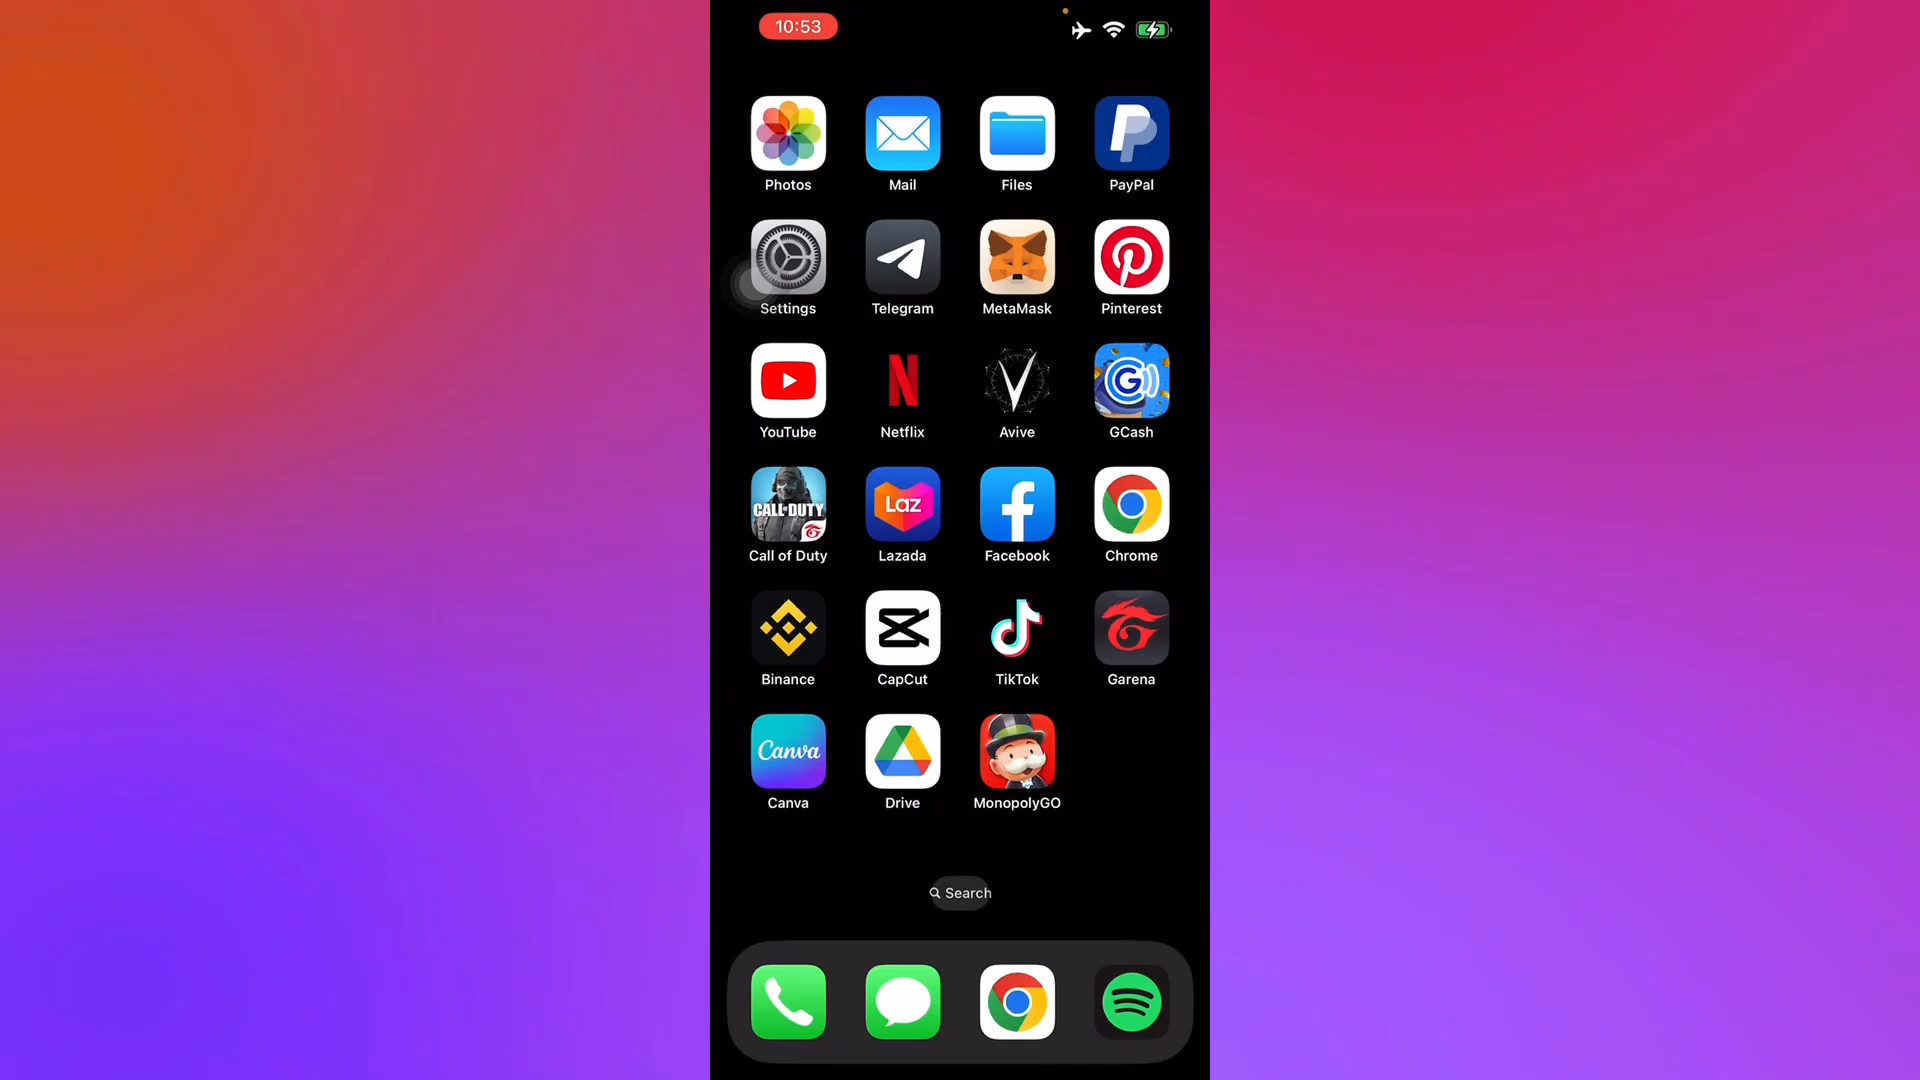 10:53
Photos Mail Files PayPal
Settings Telegram MetaMask Pinterest
YouTube Netflix Avive GCash
CALL OF DUTY Laz
Call of Duty Lazada Facebook Chrome
Binance CapCut TikTok Garena
Canva
Canva Drive MonopolyGO
Search